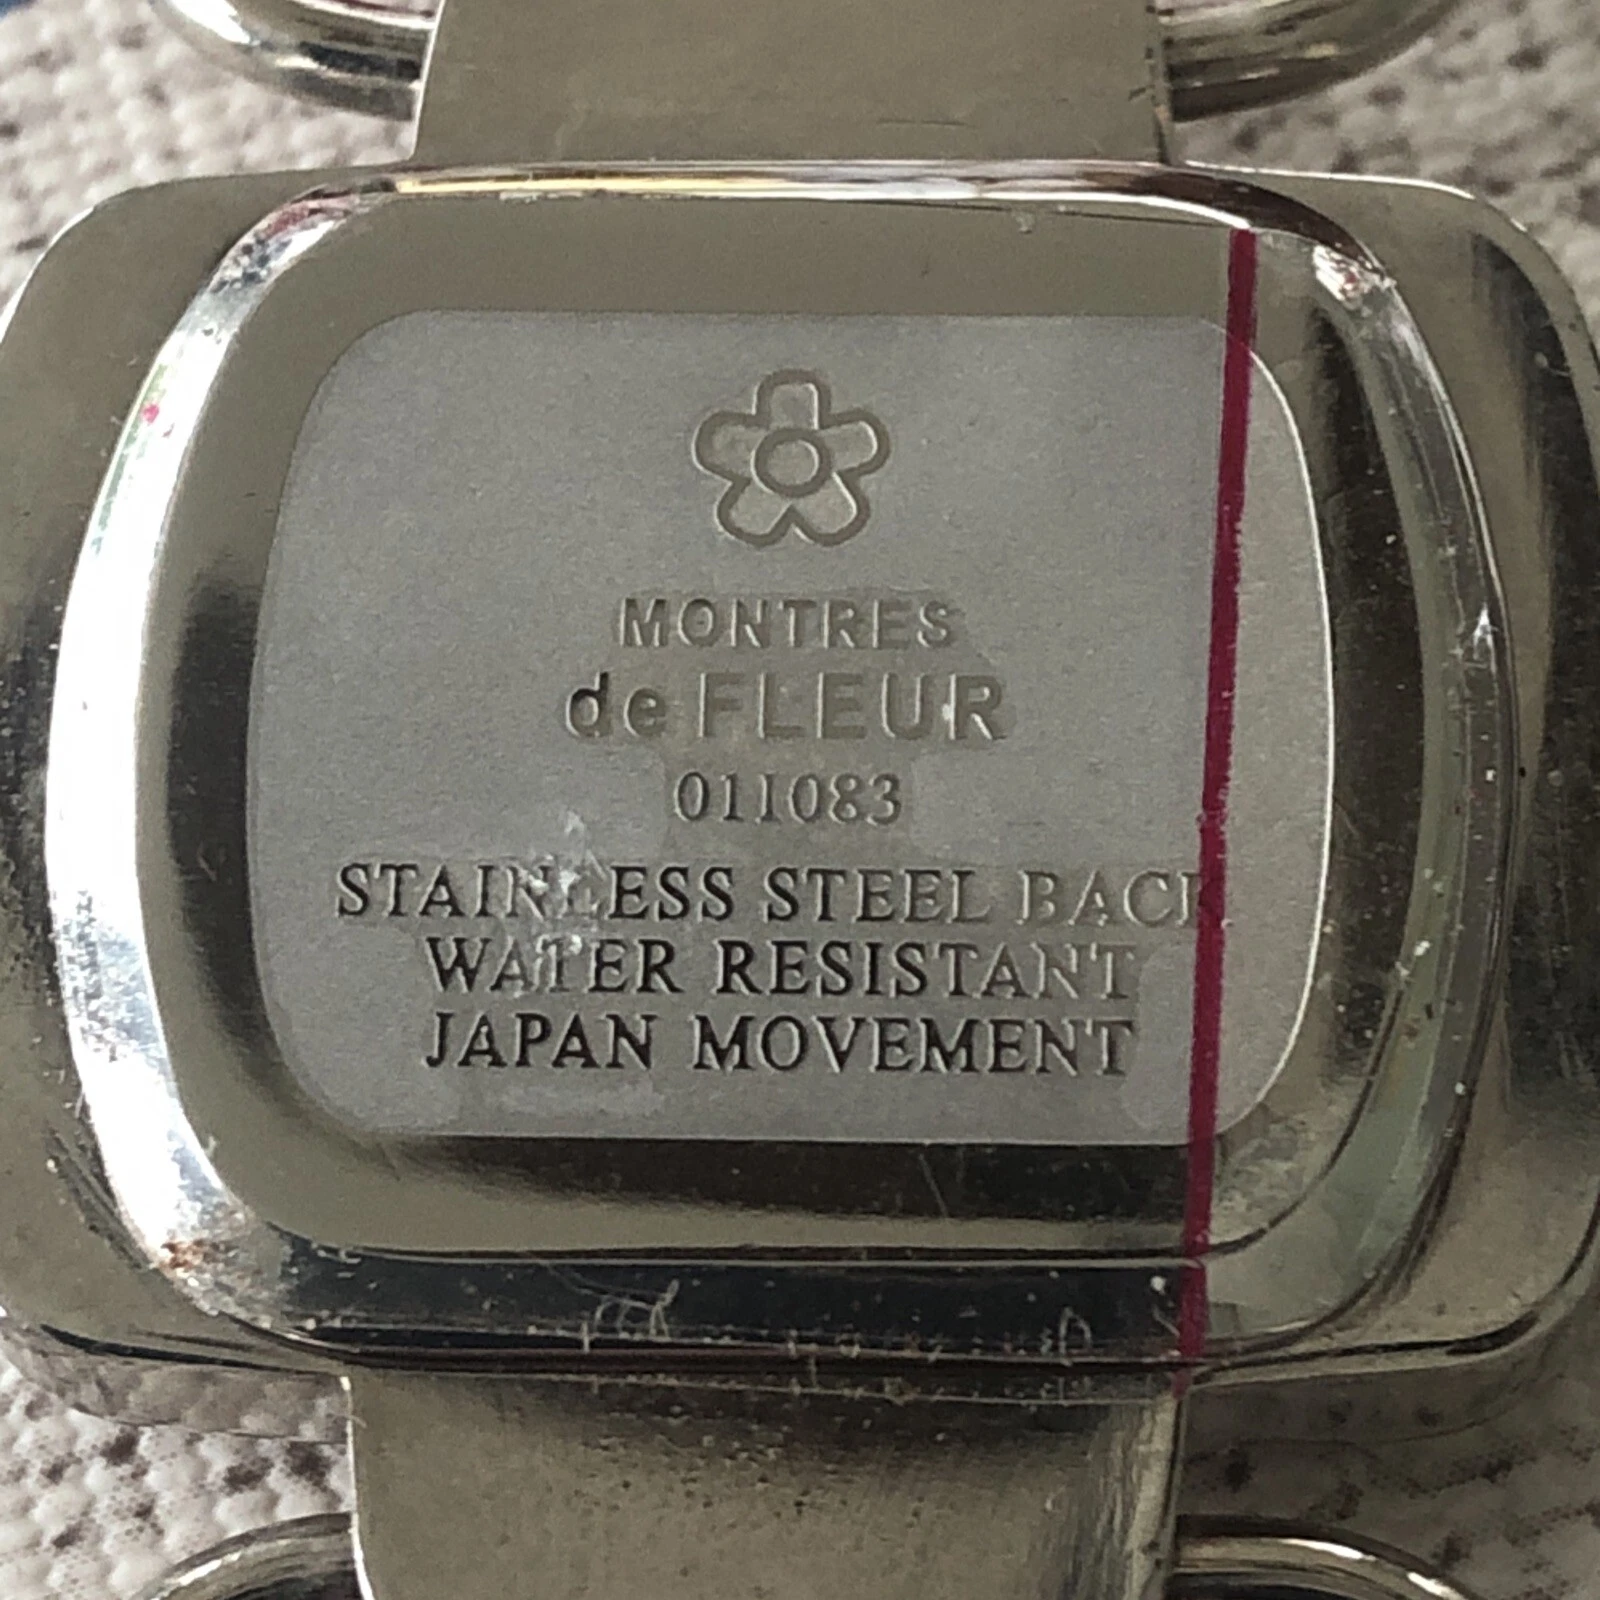 MONTRES
de FLEUR
011083
STAINLESS STEEL BACK
WATER RESISTANT
JAPAN MOVEMENT